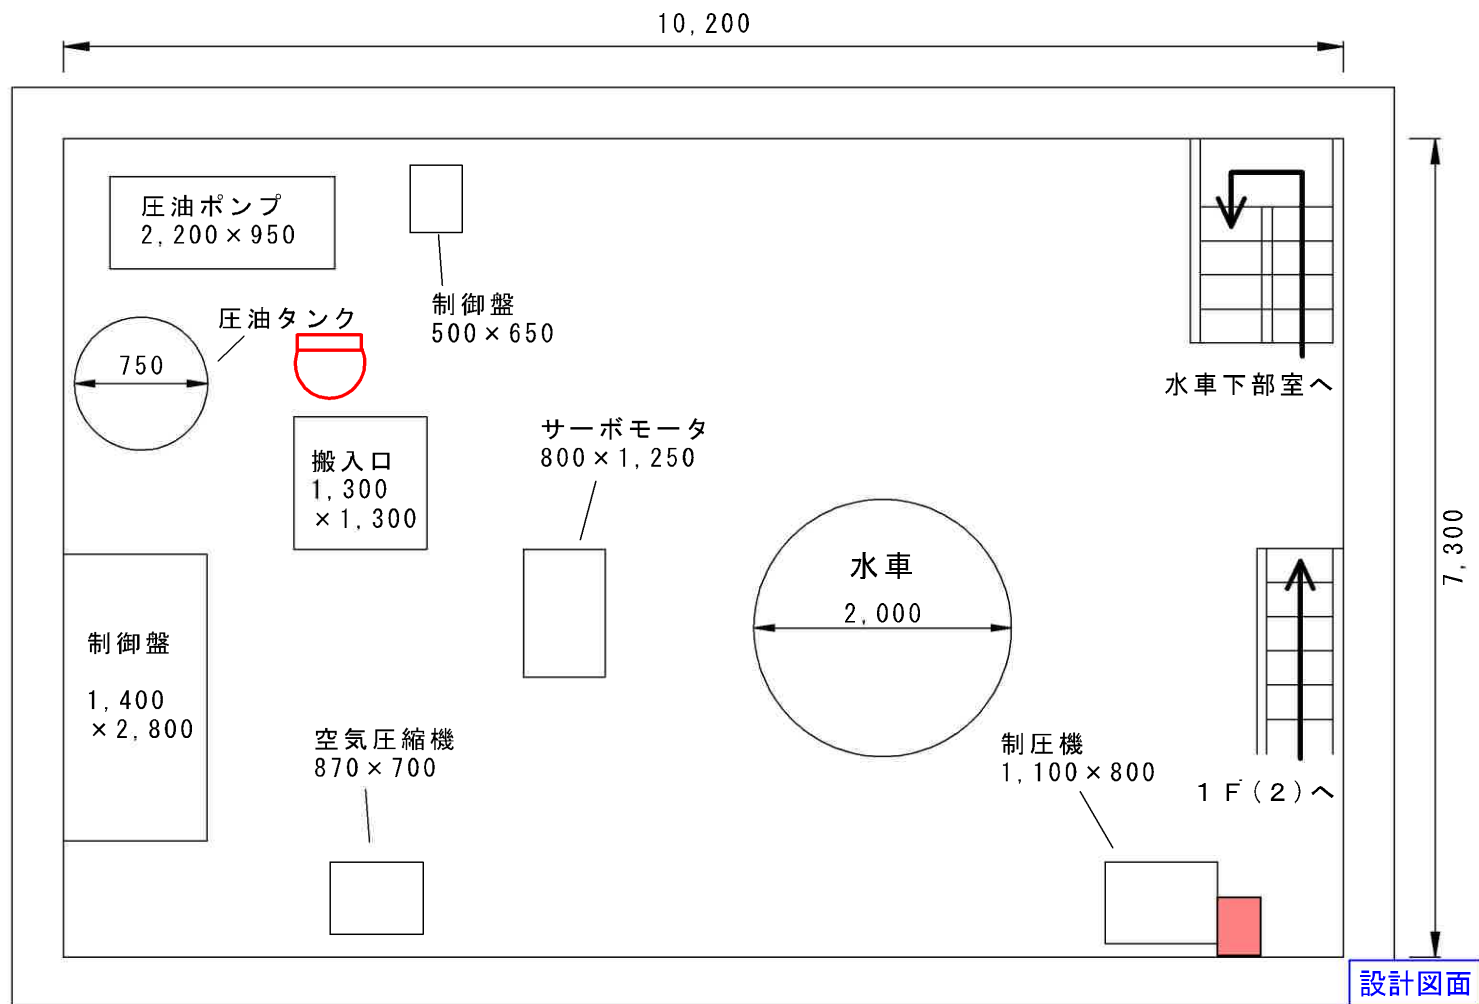 10,200
圧油ポンプ
2,200×950
制御盤
500×650
圧油タンク
750
水車下部室へ
搬入口
1,300
×1,300
サーボモータ
800×1,250
7,300
水車
2,000
制御盤
1,400
×2,800
空気圧縮機
870×700
制圧機
1,100×800
1F(2)へ
設計図面